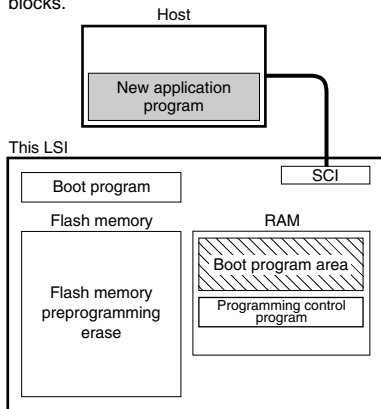 blocks.
Host
New application
program
This LSI
SCI
Boot program
Flash memory
RAM
Flash memory
preprogramming
erase
Boot program area
Programming control
program